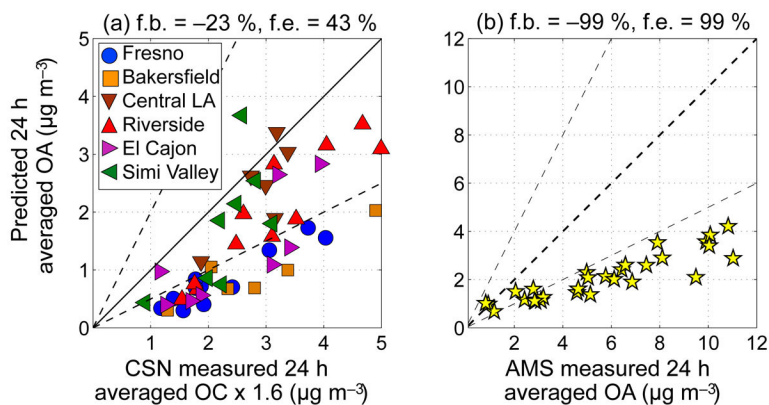 (a) f.b. = –23 %, f.e. = 43 %
5
4
3
2
1
0
Predicted 24 h
averaged OA (µg m⁻³)
Fresno
Bakersfield
Central LA
Riverside
El Cajon
Simi Valley
1 2 3 4 5
CSN measured 24 h
averaged OC x 1.6 (µg m⁻³)
(b) f.b. = –99 %, f.e. = 99 %
12
10
8
6
4
2
0
2 4 6 8 10 12
AMS measured 24 h
averaged OA (µg m⁻³)